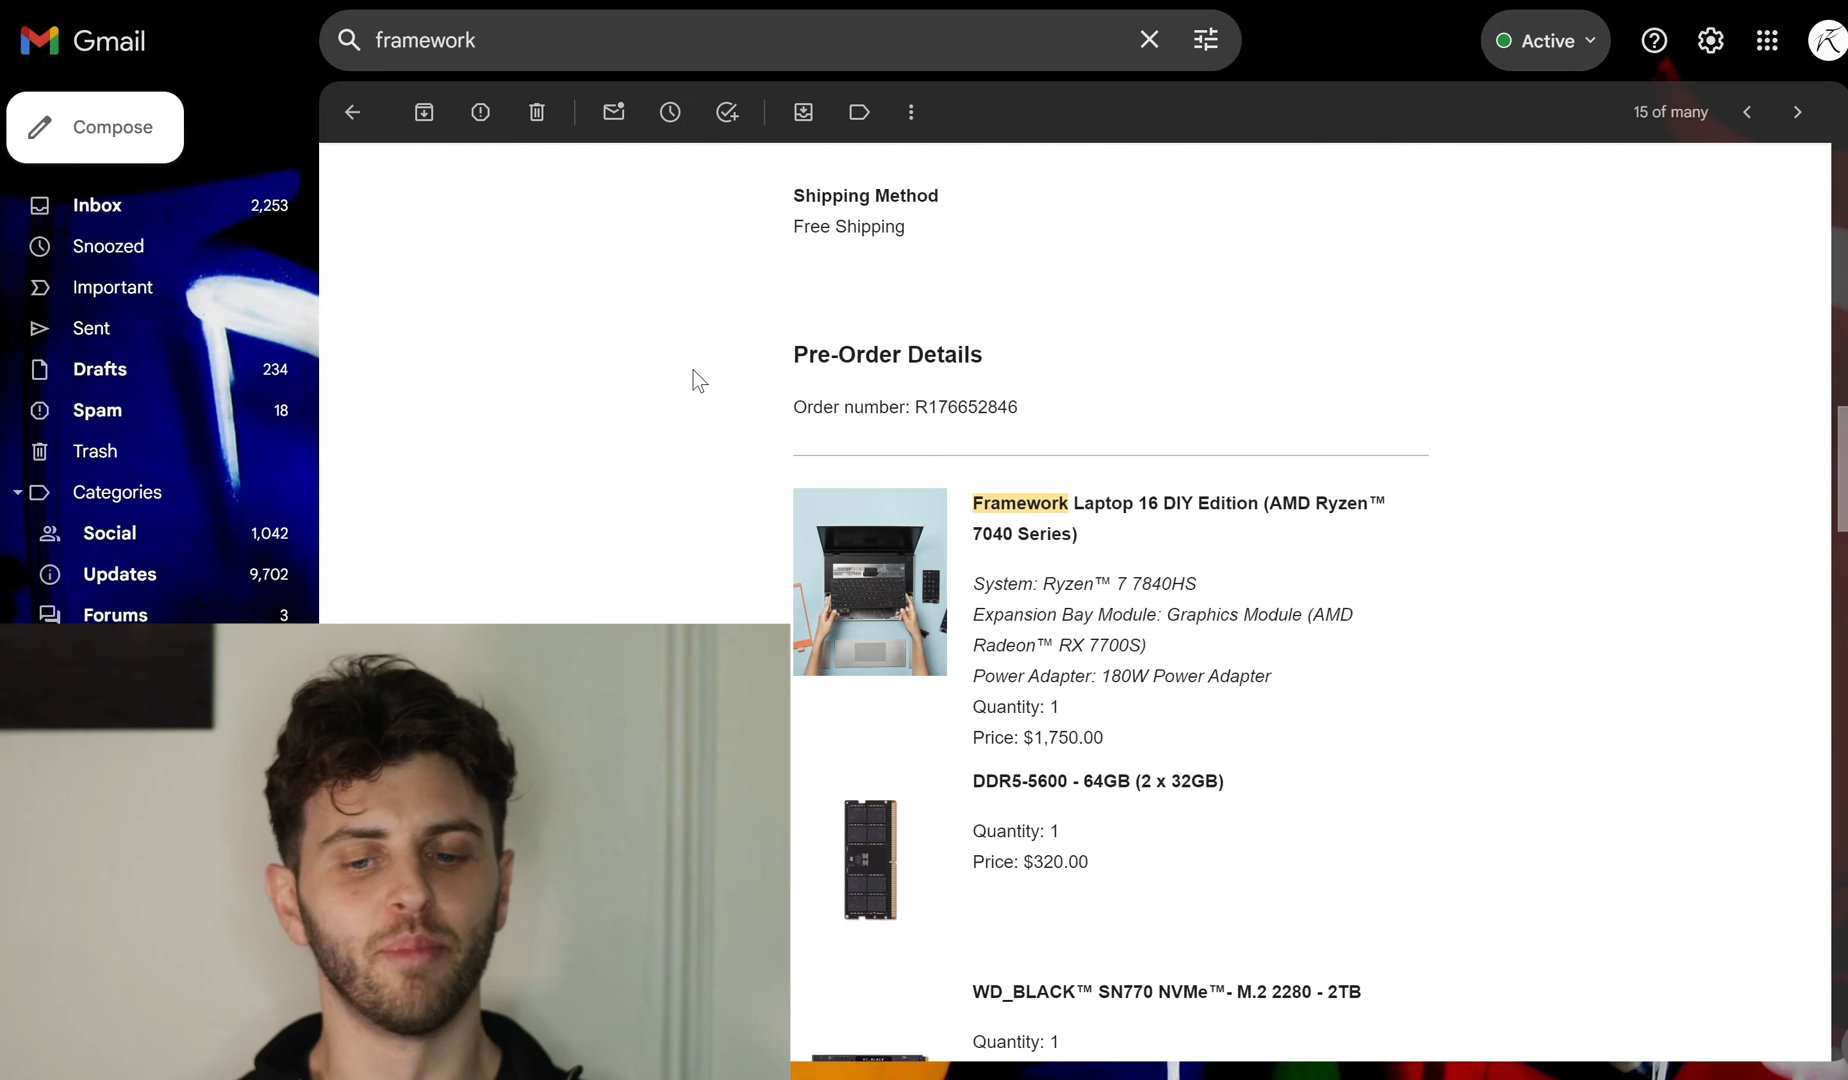 Gmail
framework
Active
Compose
15 of many
Inbox 2,253
Snoozed
Important
Sent
Drafts 234
Spam 18
Trash
Categories
Social 1,042
Updates 9,702
Forums 3
Shipping Method
Free Shipping
Pre-Order Details
Order number: R176652846
Framework Laptop 16 DIY Edition (AMD Ryzen™
7040 Series)
System: Ryzen™ 7 7840HS
Expansion Bay Module: Graphics Module (AMD
Radeon™ RX 7700S)
Power Adapter: 180W Power Adapter
Quantity: 1
Price: $1,750.00
DDR5-5600 - 64GB (2 x 32GB)
Quantity: 1
Price: $320.00
WD_BLACK™ SN770 NVMe™- M.2 2280 - 2TB
Quantity: 1
WD_BLACK